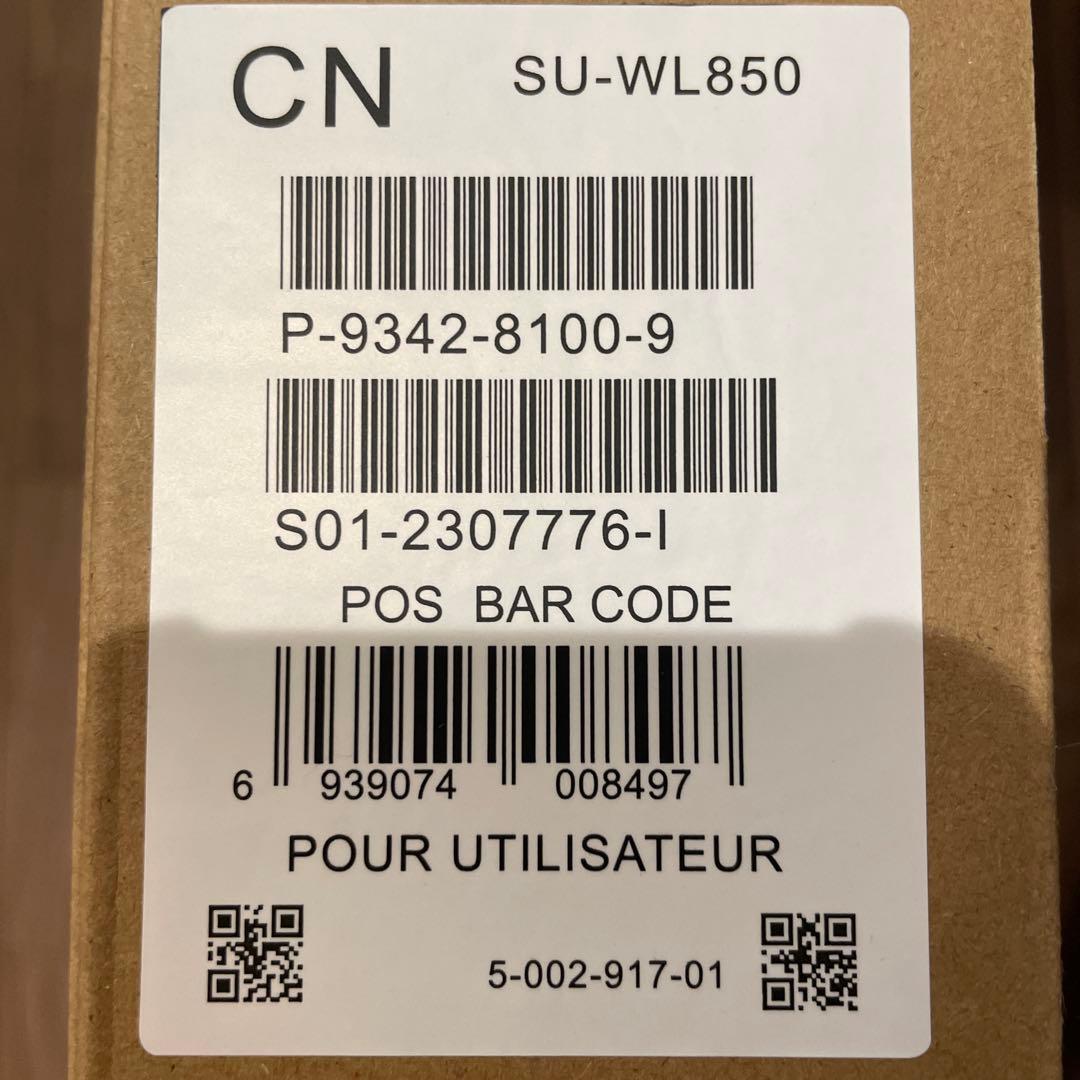 CN SU-WL850
P-9342-8100-9
S01-2307776-I
POS BAR CODE
6 939074 008497
POUR UTILISATEUR
5-002-917-01